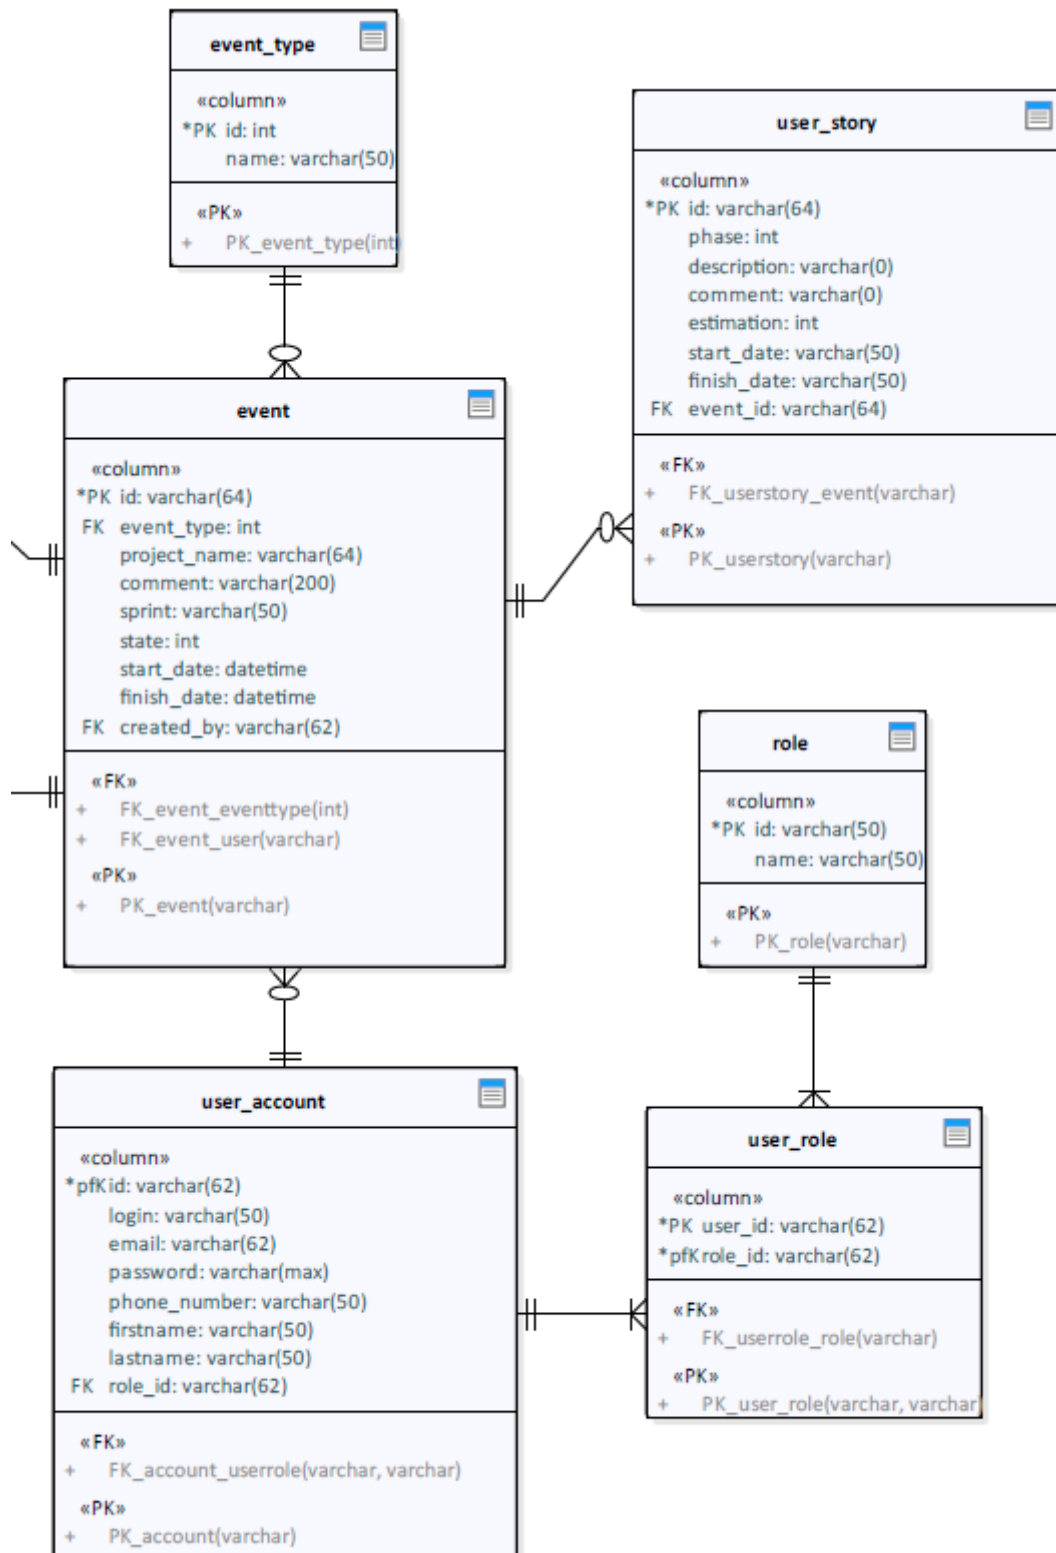 event_type
«column»
*PK id: int
name: varchar(50)
«PK»
+ PK_event_type(int)
user_story
«column»
*PK id: varchar(64)
phase: int
description: varchar(0)
comment: varchar(0)
estimation: int
start_date: varchar(50)
finish_date: varchar(50)
FK event_id: varchar(64)
«FK»
+ FK_userstory_event(varchar)
«PK»
+ PK_userstory(varchar)
event
«column»
*PK id: varchar(64)
FK event_type: int
project_name: varchar(64)
comment: varchar(200)
sprint: varchar(50)
state: int
start_date: datetime
finish_date: datetime
FK created_by: varchar(62)
«FK»
+ FK_event_eventtype(int)
+ FK_event_user(varchar)
«PK»
+ PK_event(varchar)
role
«column»
*PK id: varchar(50)
name: varchar(50)
«PK»
+ PK_role(varchar)
user_account
«column»
*pfK id: varchar(62)
login: varchar(50)
email: varchar(62)
password: varchar(max)
phone_number: varchar(50)
firstname: varchar(50)
lastname: varchar(50)
FK role_id: varchar(62)
«FK»
+ FK_account_userrole(varchar, varchar)
«PK»
+ PK_account(varchar)
user_role
«column»
*PK user_id: varchar(62)
*pfK role_id: varchar(62)
«FK»
+ FK_userrole_role(varchar)
«PK»
+ PK_user_role(varchar, varchar)